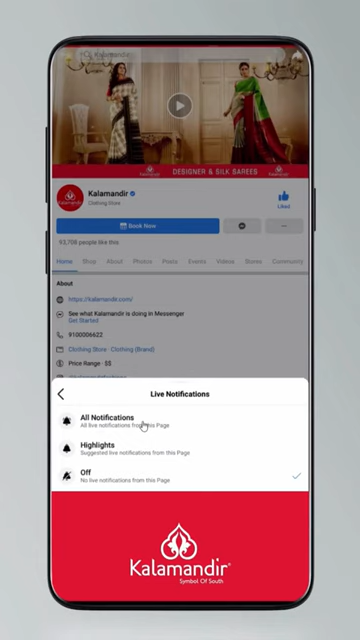 Kalamandir
DESIGNER & SILK SAREES
Kalamandir
Clothing Store
Liked
Book Now
93,708 people like this
Home Shop About Photos Posts Events Videos Stores Community
About
https://kalamandir.com/
See what Kalamandir is doing in Messenger
Get Started
9100006622
Clothing Store · Clothing (Brand)
Price Range · $$
Live Notifications
All Notifications
All live notifications from this Page
Highlights
Suggested live notifications from this Page
Off
No live notifications from this Page
Kalamandir
Symbol Of South